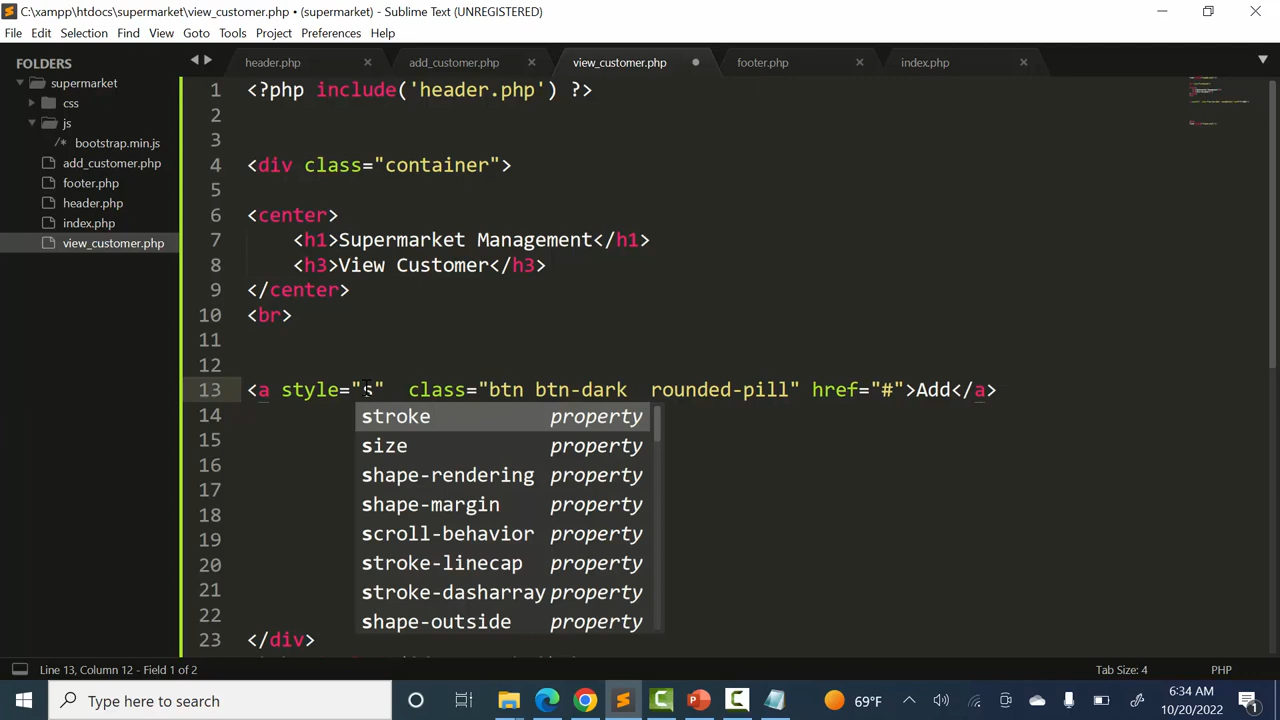 C:\xampp\htdocs\supermarket\view_customer.php • (supermarket) - Sublime Text (UNREGISTERED)
File Edit Selection Find View Goto Tools Project Preferences Help
FOLDERS
supermarket
css
js
bootstrap.min.js
add_customer.php
footer.php
header.php
index.php
view_customer.php
header.php add_customer.php view_customer.php footer.php index.php
1 <?php include('header.php') ?>
2
3
4 <div class="container">
5
6 <center>
7 <h1>Supermarket Management</h1>
8 <h3>View Customer</h3>
9 </center>
10 <br>
11
12
13 <a style="s" class="btn btn-dark rounded-pill" href="#">Add</a>
14
15
16
17
18
19
20
21
22
23 </div>
stroke property
size property
shape-rendering property
shape-margin property
scroll-behavior property
stroke-linecap property
stroke-dasharray property
shape-outside property
Line 13, Column 12 - Field 1 of 2 Tab Size: 4 PHP
Type here to search 69°F 6:34 AM
10/20/2022 1